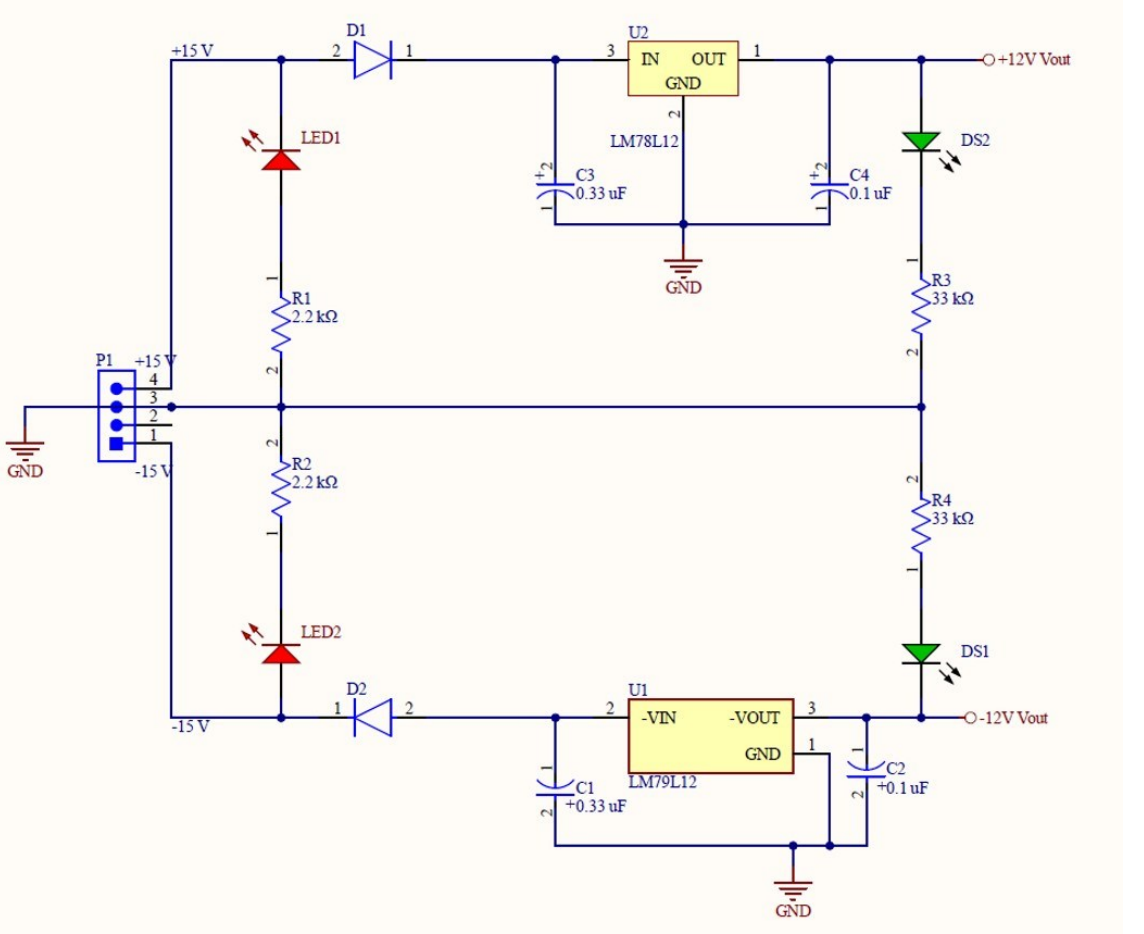 D1
+15 V
2
1
U2
3
IN
OUT
1
+12V Vout
GND
2
LM78L12
LED1
DS2
+
2
C3
0.33 uF
1
+
2
C4
0.1 uF
1
GND
1
R1
2.2 kΩ
2
1
R3
33 kΩ
2
P1
+15 V
4
3
2
1
-15 V
GND
2
R2
2.2 kΩ
1
2
R4
33 kΩ
1
LED2
DS1
-15 V
D2
1
2
U1
2
-VIN
-VOUT
3
GND
1
LM79L12
-12V Vout
1
C1
+0.33 uF
2
1
C2
+0.1 uF
2
GND